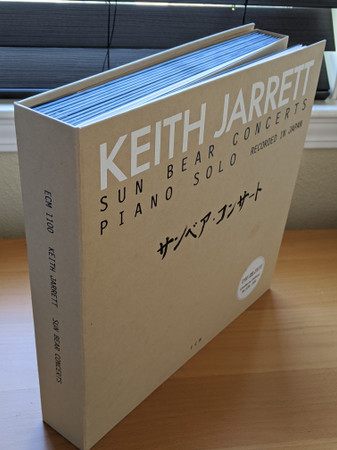 KEITH JARRETT
SUN BEAR CONCERTS
PIANO SOLO RECORDED IN JAPAN
サンベア・コンサート
ECM
ECM 1100 KEITH JARRETT SUN BEAR CONCERTS